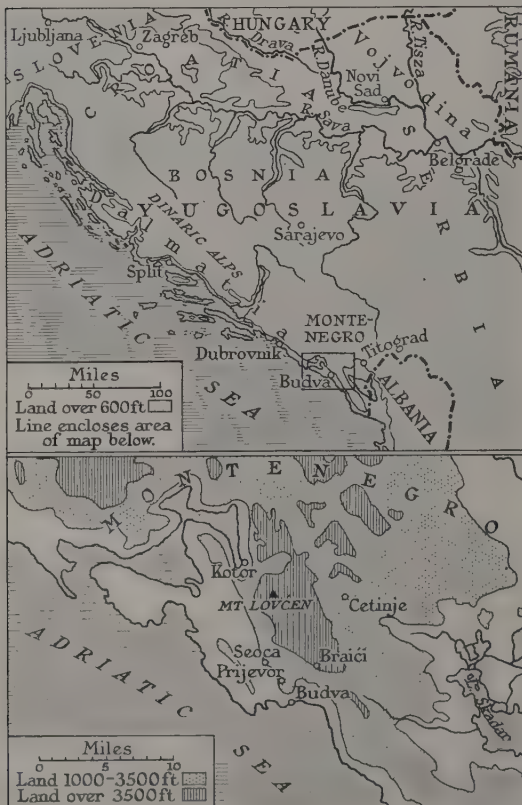 HUNGARY
RUMANIA
Ljubljana
Zagreb
SLOVENIA
CROATIA
R. Drava
R. Danube
Vojvodina
R. Tisza
Novi
Sad
R. Sava
Belgrade
BOSNIA
SERBIA
YUGOSLAVIA
Dalmatia
DINARIC ALPS
Sarajevo
ADRIATIC
SEA
Split
MONTE-
NEGRO
Titograd
Dubrovnik
Budva
ALBANIA
Miles
0 50 100
Land over 600ft
Line encloses area
of map below.
MONTENEGRO
Kotor
MT LOVCEN
Cetinje
Seoca
Braići
Prijevor
Budva
L. Skadar
ADRIATIC
SEA
Miles
0 5 10
Land 1000-3500ft
Land over 3500ft